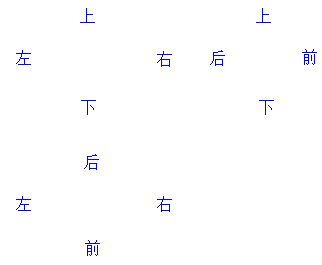 上 上
左 右 后 前
下 下
后
左 右
前